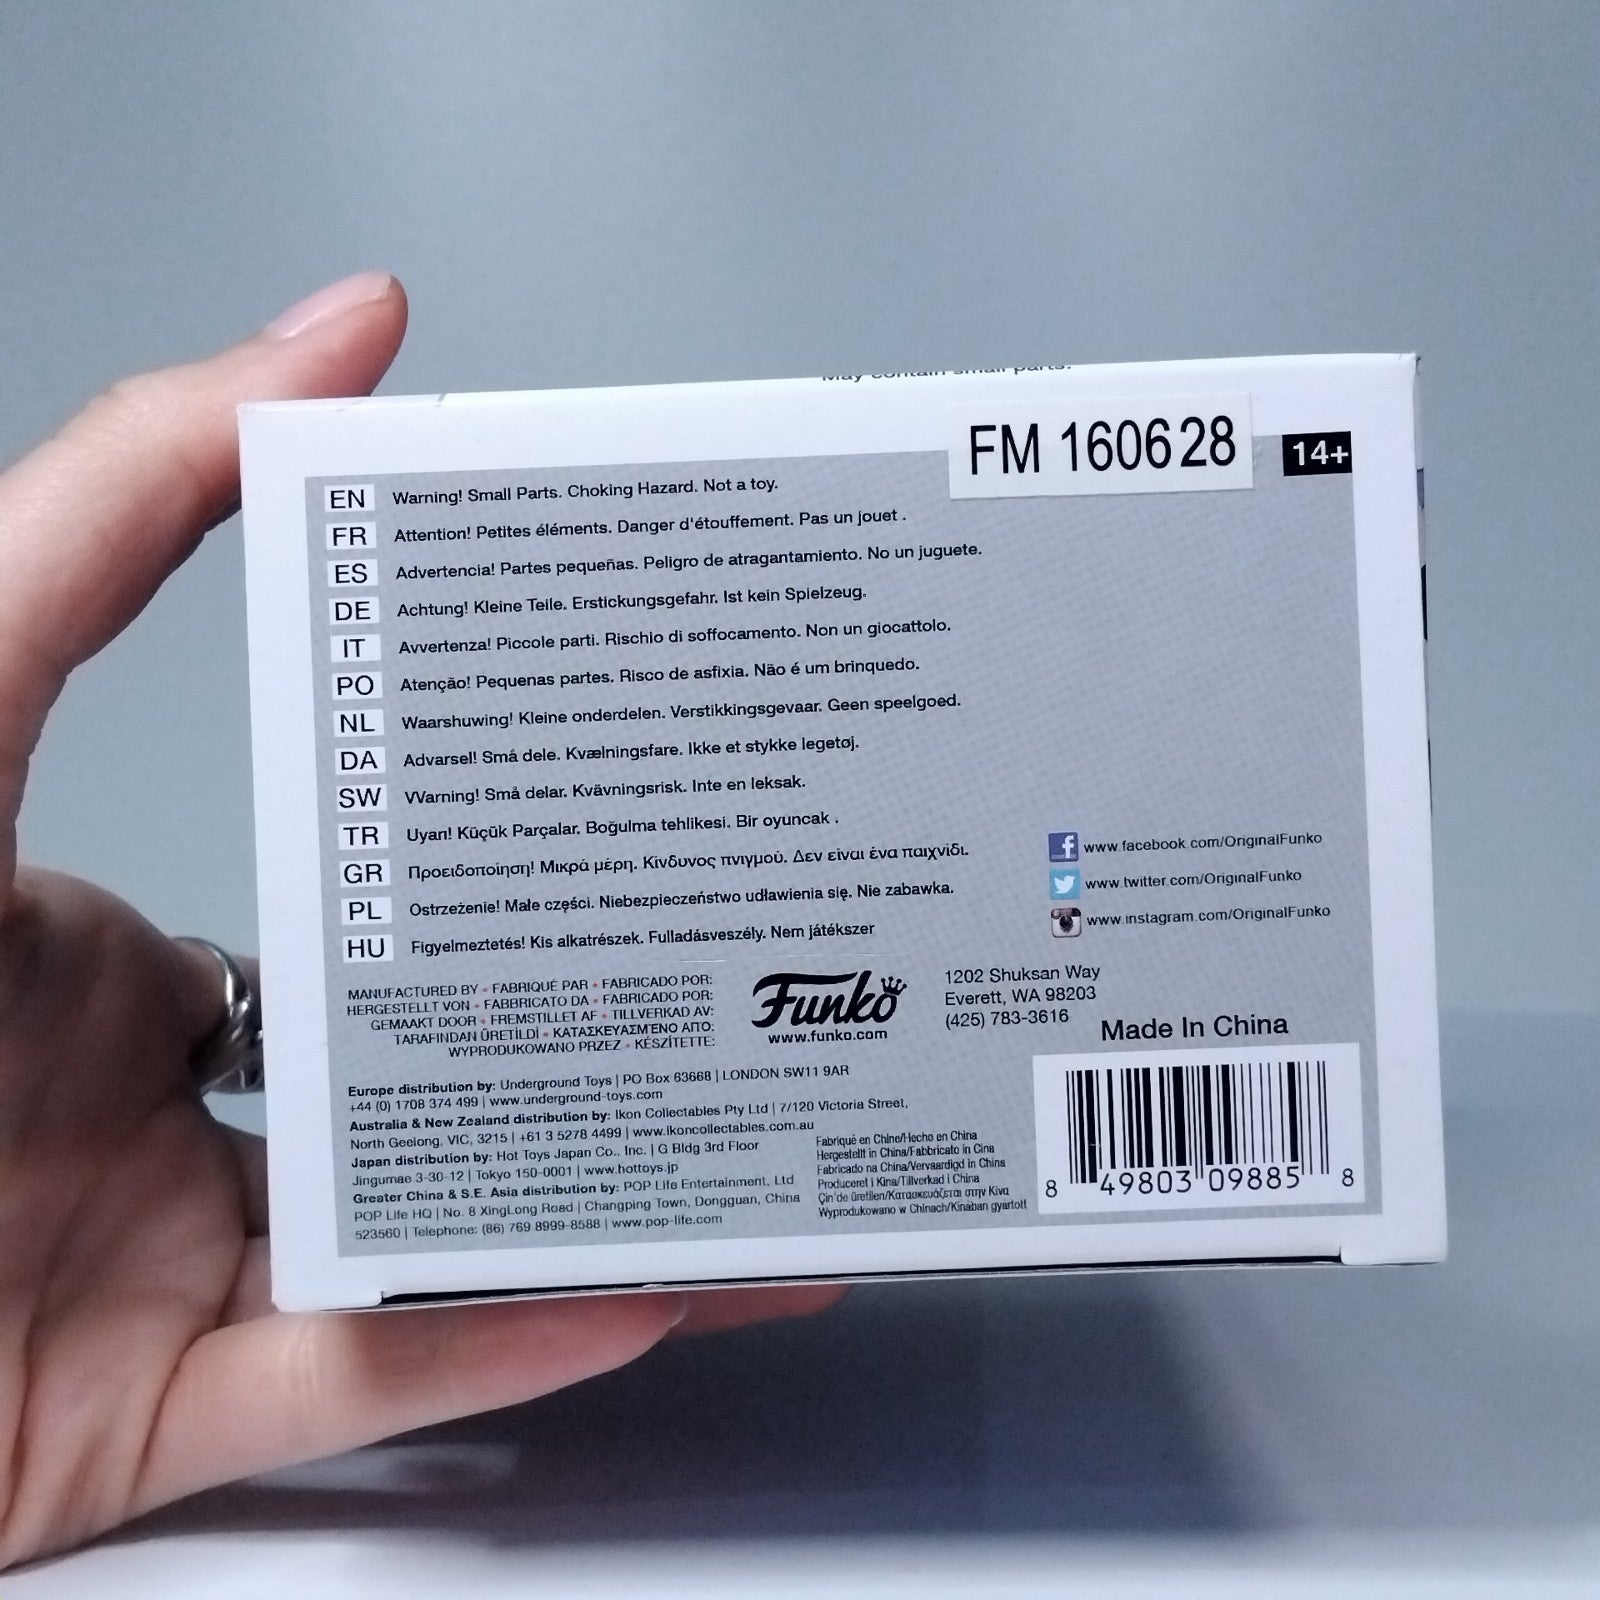 May contain small parts.
FM 160628
14+
EN Warning! Small Parts. Choking Hazard. Not a toy.
FR Attention! Petites éléments. Danger d'étouffement. Pas un jouet .
ES Advertencia! Partes pequeñas. Peligro de atragantamiento. No un juguete.
DE Achtung! Kleine Teile. Erstickungsgefahr. Ist kein Spielzeug.
IT Avvertenza! Piccole parti. Rischio di soffocamento. Non un giocattolo.
PO Atenção! Pequenas partes. Risco de asfixia. Não é um brinquedo.
NL Waarshuwing! Kleine onderdelen. Verstikkingsgevaar. Geen speelgoed.
DA Advarsel! Små dele. Kvælningsfare. Ikke et stykke legetøj.
SW VVarning! Små delar. Kvävningsrisk. Inte en leksak.
TR Uyarı! Küçük Parçalar. Boğulma tehlikesi. Bir oyuncak .
GR Προειδοποίηση! Μικρά μέρη. Κίνδυνος πνιγμού. Δεν είναι ένα παιχνίδι.
PL Ostrzeżenie! Małe części. Niebezpieczeństwo udławienia się. Nie zabawka.
HU Figyelmeztetés! Kis alkatrészek. Fulladásveszély. Nem játékszer
www.facebook.com/OriginalFunko
www.twitter.com/OriginalFunko
www.instagram.com/OriginalFunko
MANUFACTURED BY • FABRIQUÉ PAR • FABRICADO POR:
HERGESTELLT VON • FABBRICATO DA • FABRICADO POR:
GEMAAKT DOOR • FREMSTILLET AF • TILLVERKAD AV:
TARAFINDAN ÜRETİLDİ • ΚΑΤΑΣΚΕΥΑΣΜΈΝΟ ΑΠΌ:
WYPRODUKOWANO PRZEZ • KÉSZÍTETTE:
Funko
www.funko.com
1202 Shuksan Way
Everett, WA 98203
(425) 783-3616
Made In China
Europe distribution by: Underground Toys | PO Box 63668 | LONDON SW11 9AR
+44 (0) 1708 374 499 | www.underground-toys.com
Australia & New Zealand distribution by: Ikon Collectables Pty Ltd | 7/120 Victoria Street,
North Geelong, VIC, 3215 | +61 3 5278 4499 | www.ikoncollectables.com.au
Japan distribution by: Hot Toys Japan Co., Inc. | G Bldg 3rd Floor
Jingumae 3-30-12 | Tokyo 150-0001 | www.hottoys.jp
Greater China & S.E. Asia distribution by: POP Life Entertainment, Ltd
POP Life HQ | No. 8 XingLong Road | Changping Town, Dongguan, China
523560 | Telephone: (86) 769 8999-8588 | www.pop-life.com
Fabriqué en Chine/Hecho en China
Hergestellt in China/Fabbricato in Cina
Fabricado na China/Vervaardigd in China
Produceret i Kina/Tillverkad i China
Çin'de üretilen/Κατασκευάζεται στην Κίνα
Wyprodukowano w Chinach/Kínában gyártott
8 49803 09885 8